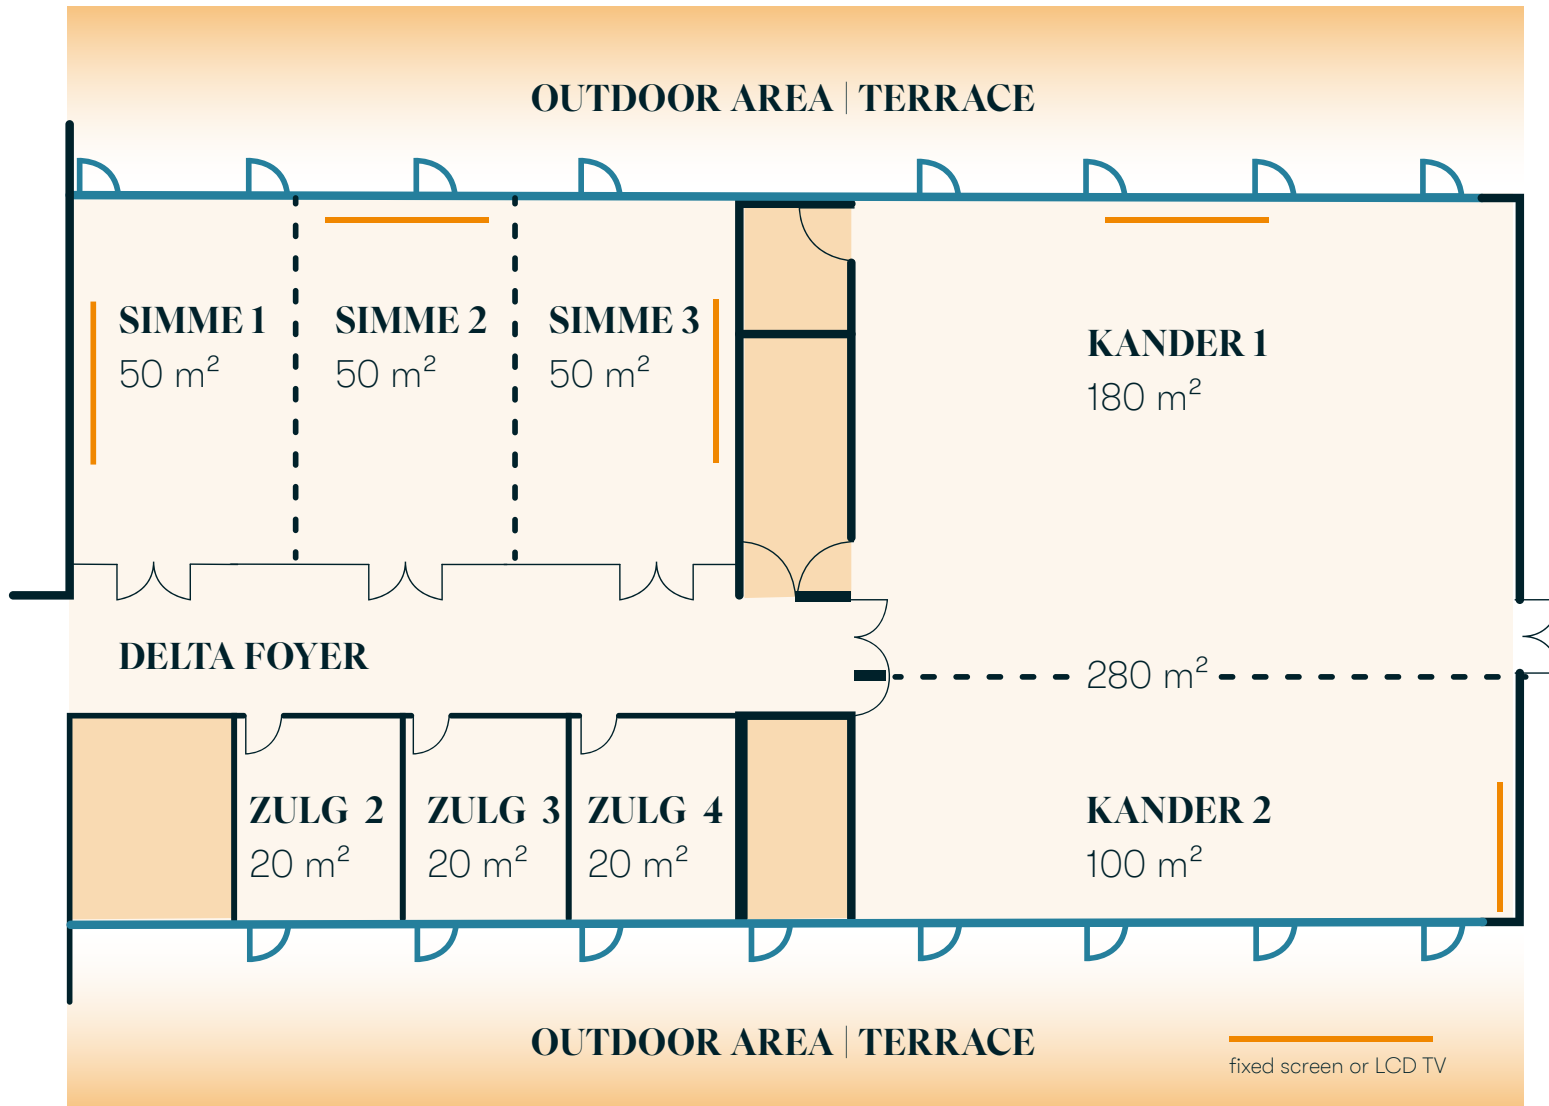 OUTDOOR AREA | TERRACE
SIMME 1
50 m²
SIMME 2
50 m²
SIMME 3
50 m²
KANDER 1
180 m²
DELTA FOYER
280 m²
ZULG 2
20 m²
ZULG 3
20 m²
ZULG 4
20 m²
KANDER 2
100 m²
OUTDOOR AREA | TERRACE
fixed screen or LCD TV